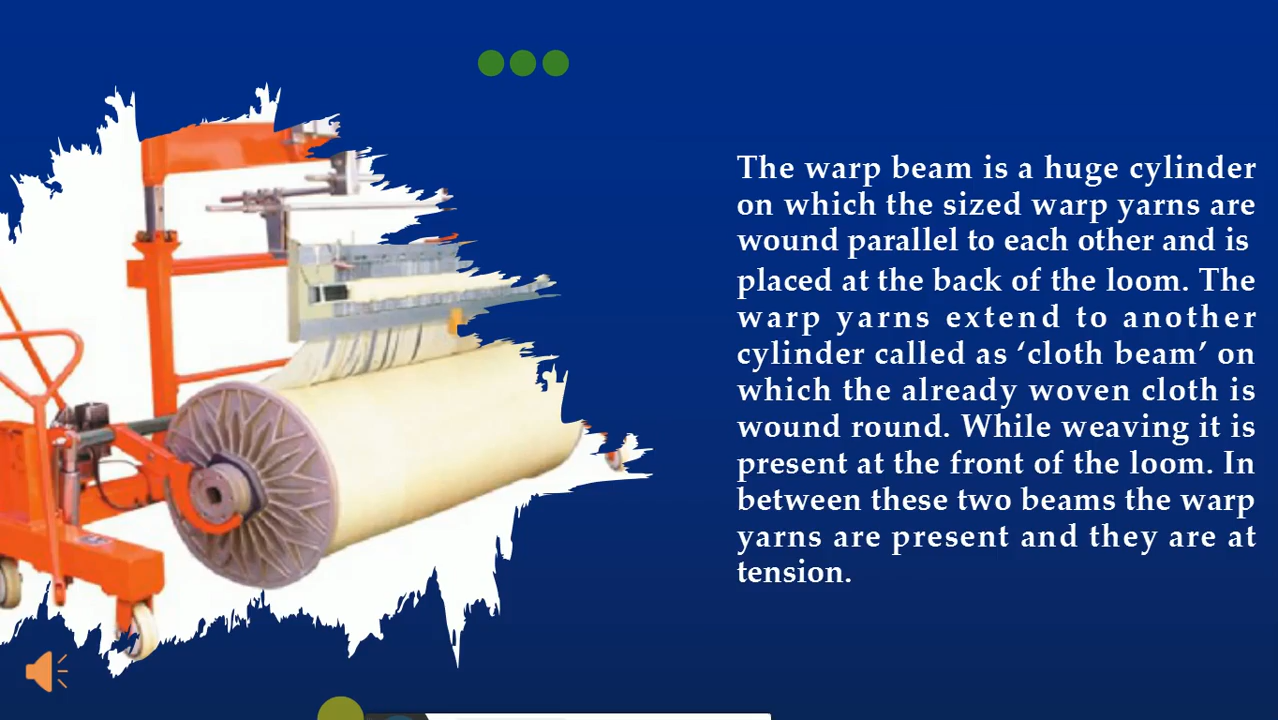 The warp beam is a huge cylinder
on which the sized warp yarns are
wound parallel to each other and is
placed at the back of the loom. The
warp yarns extend to another
cylinder called as ‘cloth beam’ on
which the already woven cloth is
wound round. While weaving it is
present at the front of the loom. In
between these two beams the warp
yarns are present and they are at
tension.